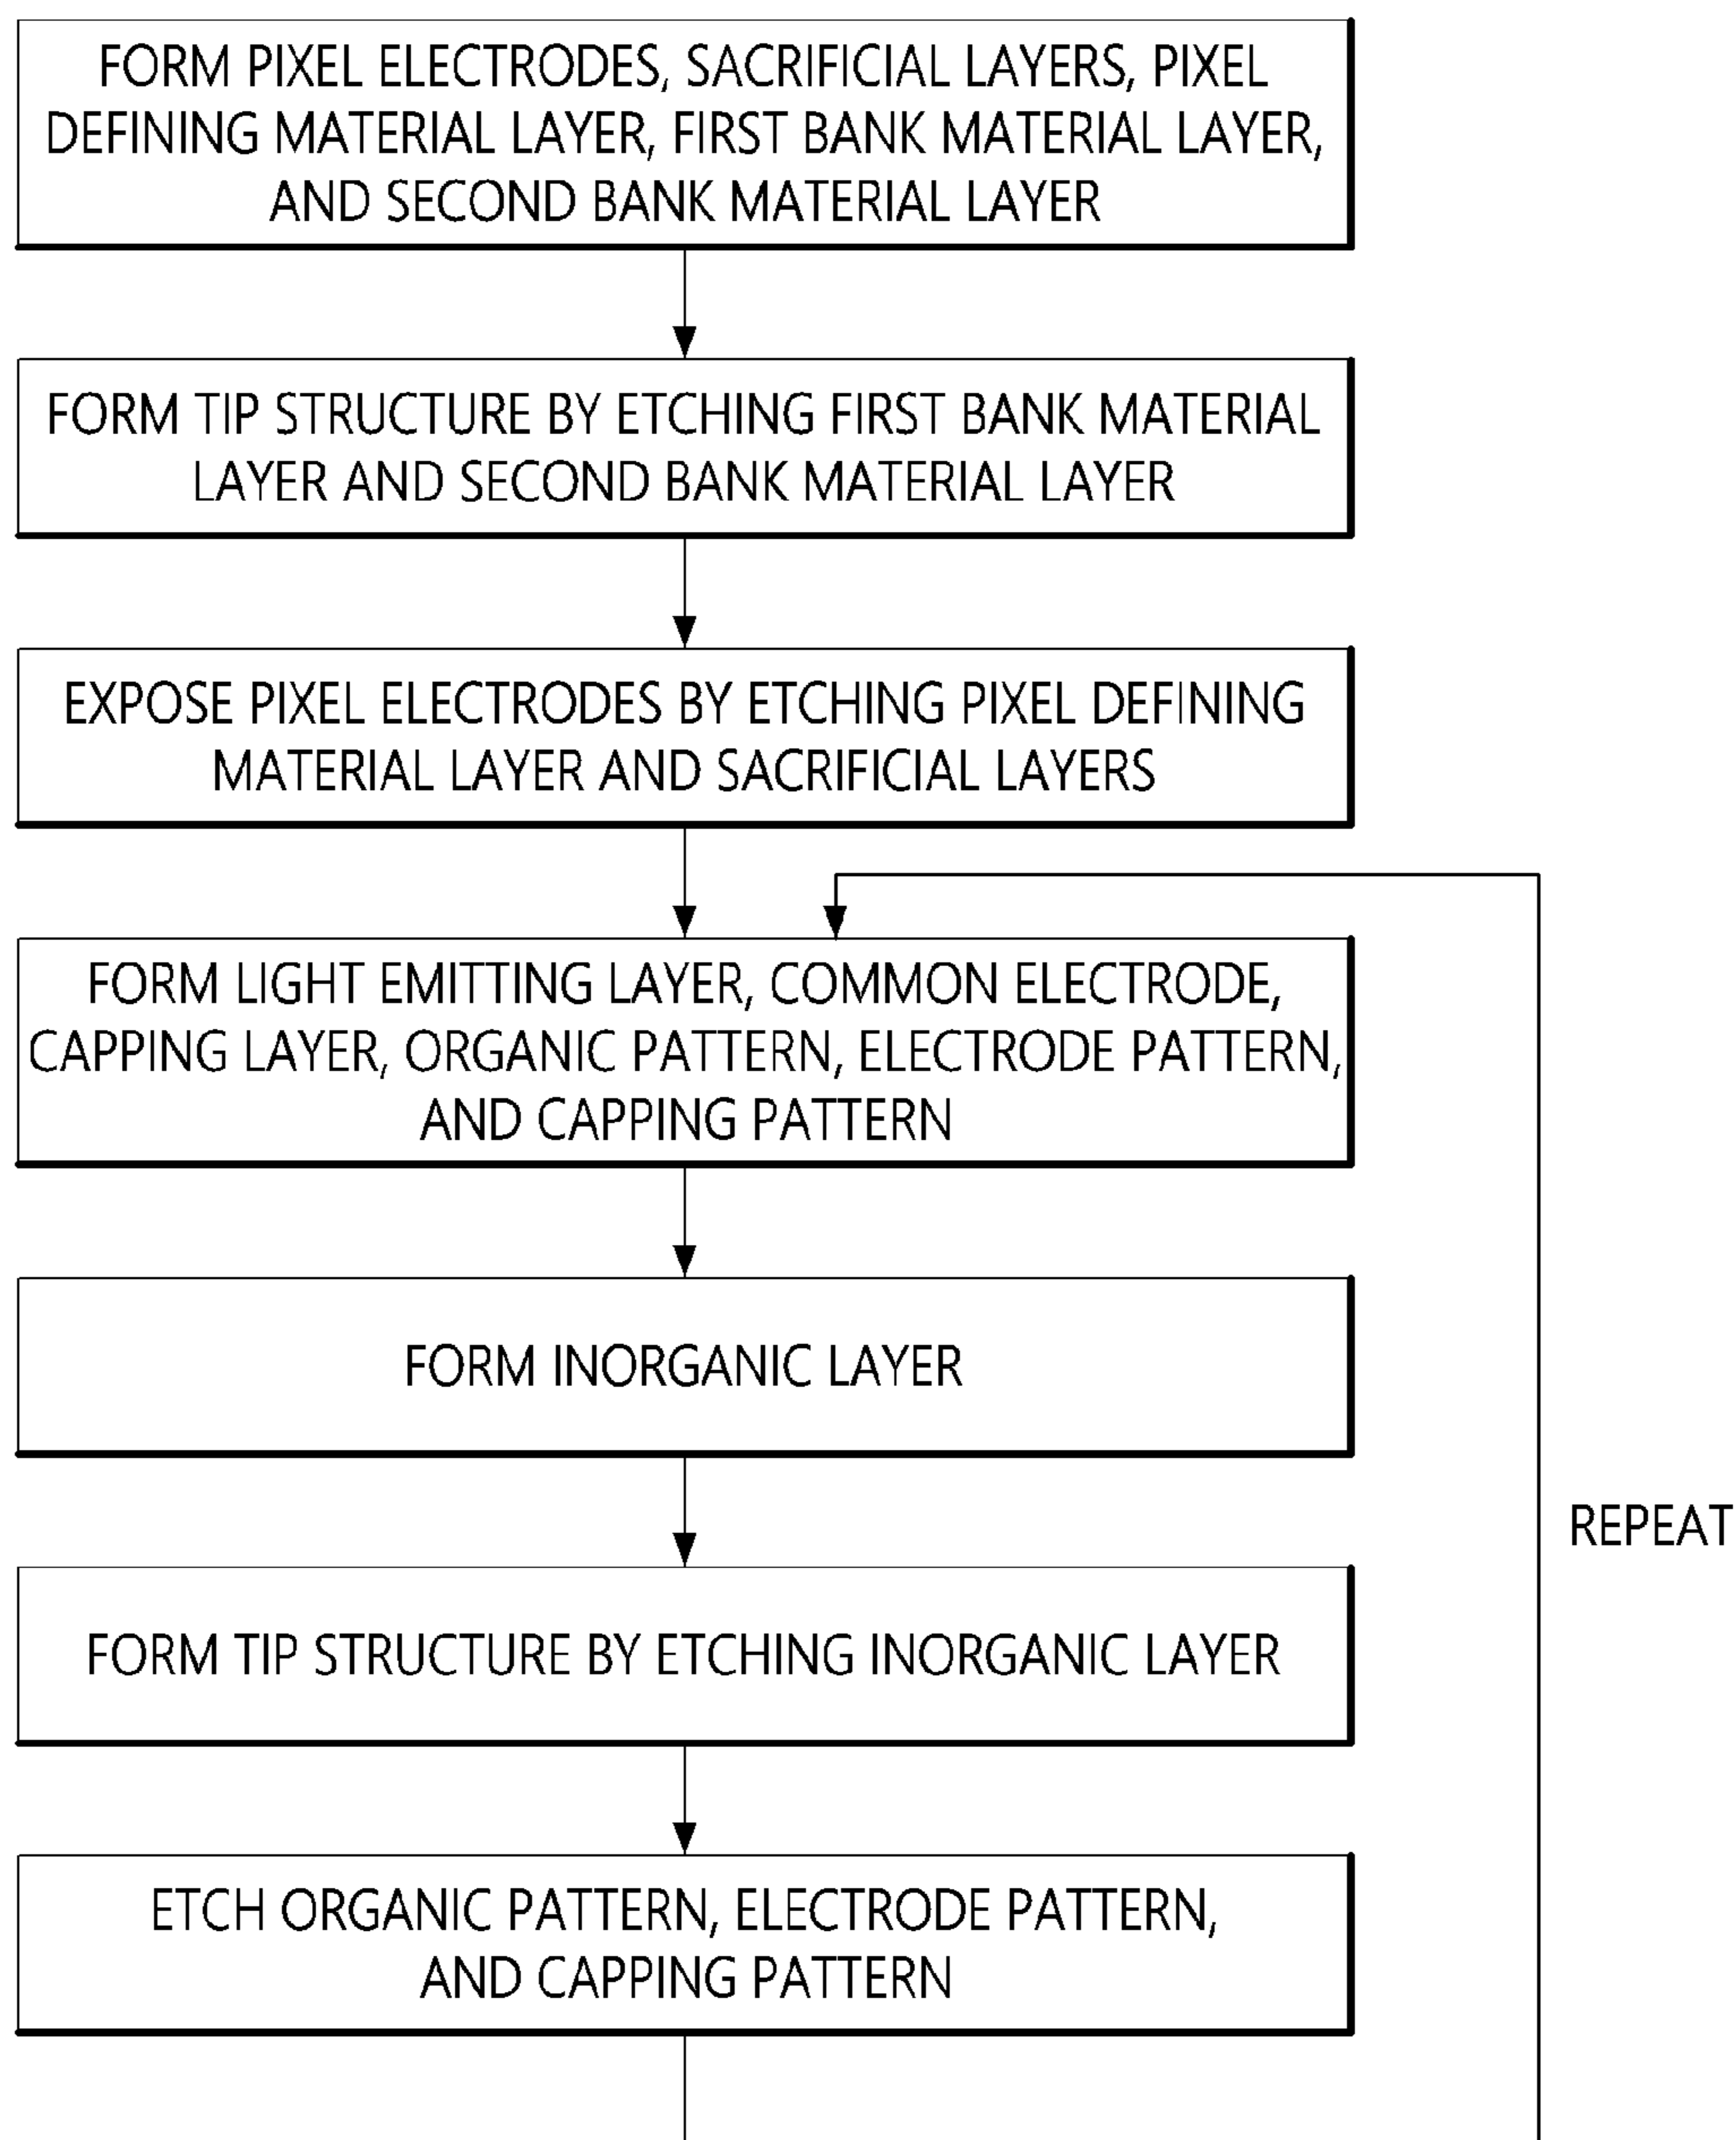 FORM PIXEL ELECTRODES, SACRIFICIAL LAYERS, PIXEL
DEFINING MATERIAL LAYER, FIRST BANK MATERIAL LAYER,
AND SECOND BANK MATERIAL LAYER
FORM TIP STRUCTURE BY ETCHING FIRST BANK MATERIAL
LAYER AND SECOND BANK MATERIAL LAYER
EXPOSE PIXEL ELECTRODES BY ETCHING PIXEL DEFINING
MATERIAL LAYER AND SACRIFICIAL LAYERS
FORM LIGHT EMITTING LAYER, COMMON ELECTRODE,
CAPPING LAYER, ORGANIC PATTERN, ELECTRODE PATTERN,
AND CAPPING PATTERN
FORM INORGANIC LAYER
REPEAT
FORM TIP STRUCTURE BY ETCHING INORGANIC LAYER
ETCH ORGANIC PATTERN, ELECTRODE PATTERN,
AND CAPPING PATTERN